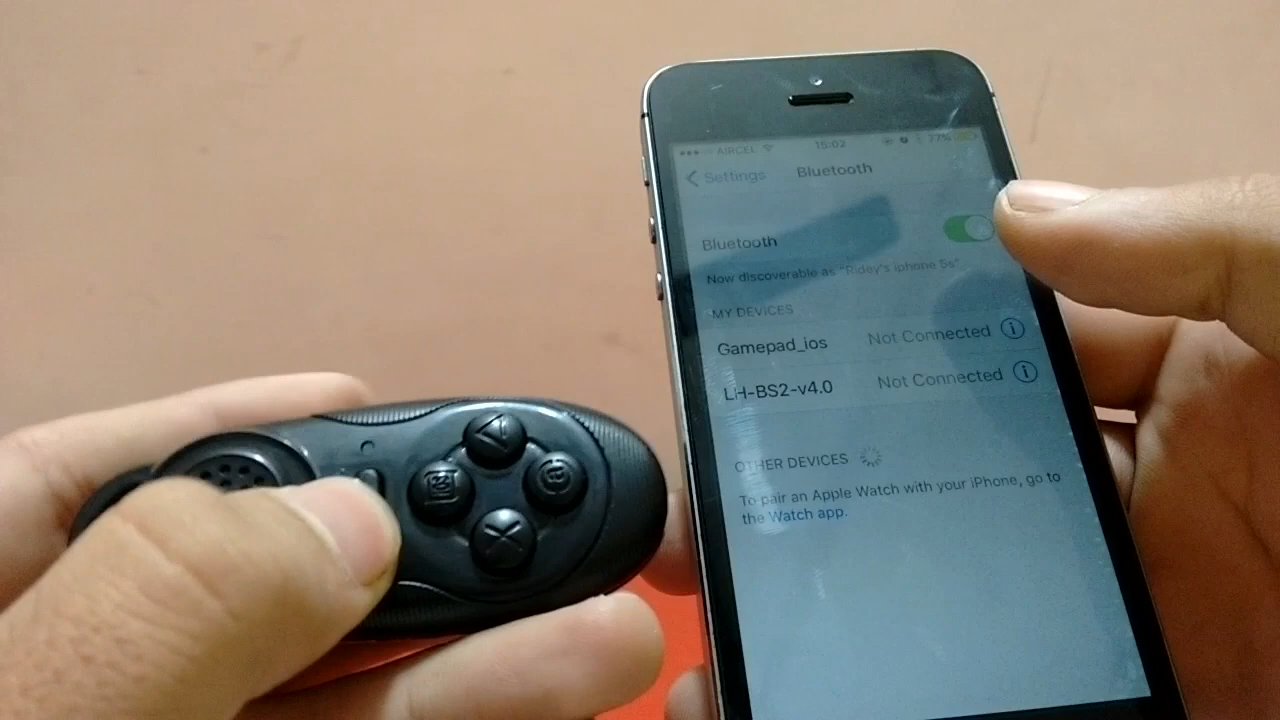 AIRCEL 15:02 77%
Settings Bluetooth
Bluetooth
Now discoverable as "Ridey's iphone 5s"
MY DEVICES
Gamepad_ios Not Connected
LH-BS2-v4.0 Not Connected
OTHER DEVICES
To pair an Apple Watch with your iPhone, go to
the Watch app.